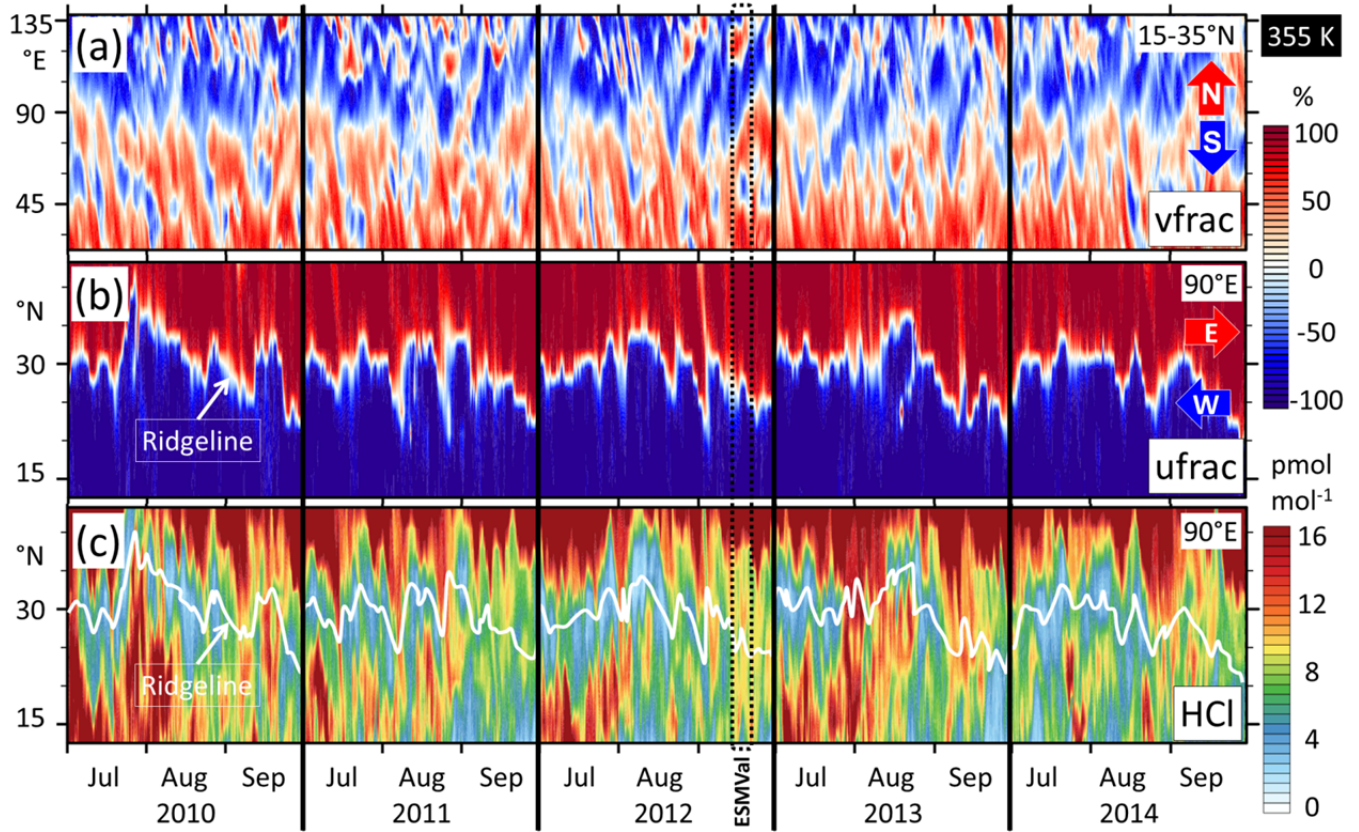 135
°E
90
45
(a)
15-35°N
N
S
vfrac
355 K
%
100
50
0
-50
-100
(b)
°N
30
15
Ridgeline
90°E
E
W
ufrac
pmol
mol-1
16
12
8
4
0
(c)
°N
30
15
Ridgeline
90°E
HCl
Jul Aug Sep Jul Aug Sep Jul Aug ESMVal Sep Jul Aug Sep Jul Aug Sep
2010 2011 2012 2013 2014